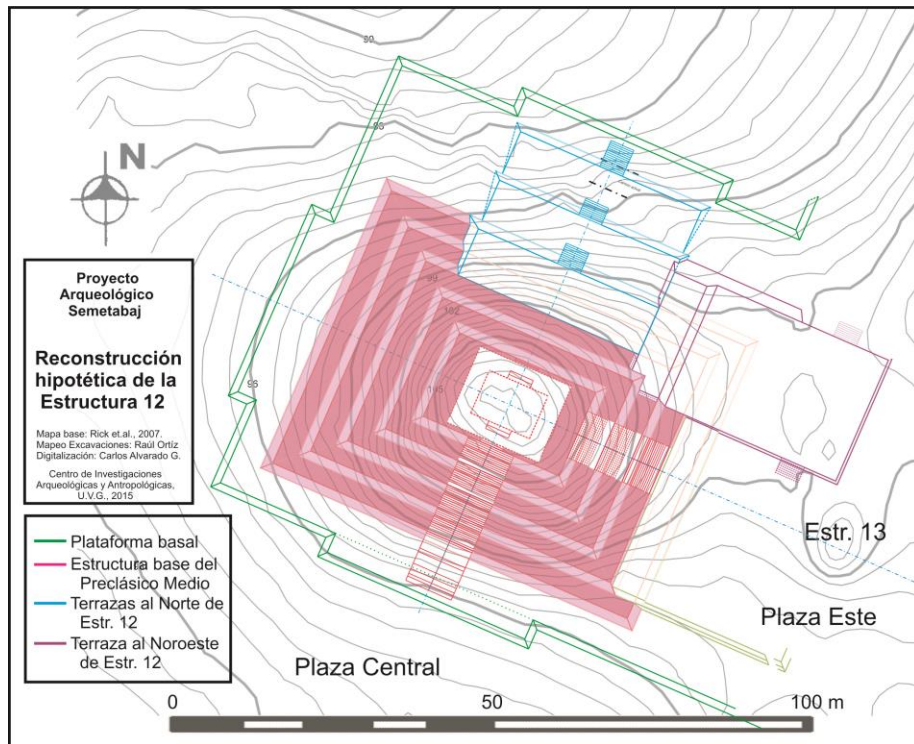 90
93
N
Proyecto
Arqueológico
Semetabaj
Reconstrucción
hipotética de la
Estructura 12
Mapa base: Rick et.al., 2007.
Mapeo Excavaciones: Raúl Ortíz
Digitalización: Carlos Alvarado G.
Centro de Investigaciones
Arqueológicas y Antropológicas,
U.V.G., 2015
99
102
105
96
Plataforma basal
Estructura base del
Preclásico Medio
Terrazas al Norte de
Estr. 12
Terraza al Noroeste
de Estr. 12
Estr. 13
Plaza Este
Plaza Central
0 50 100 m